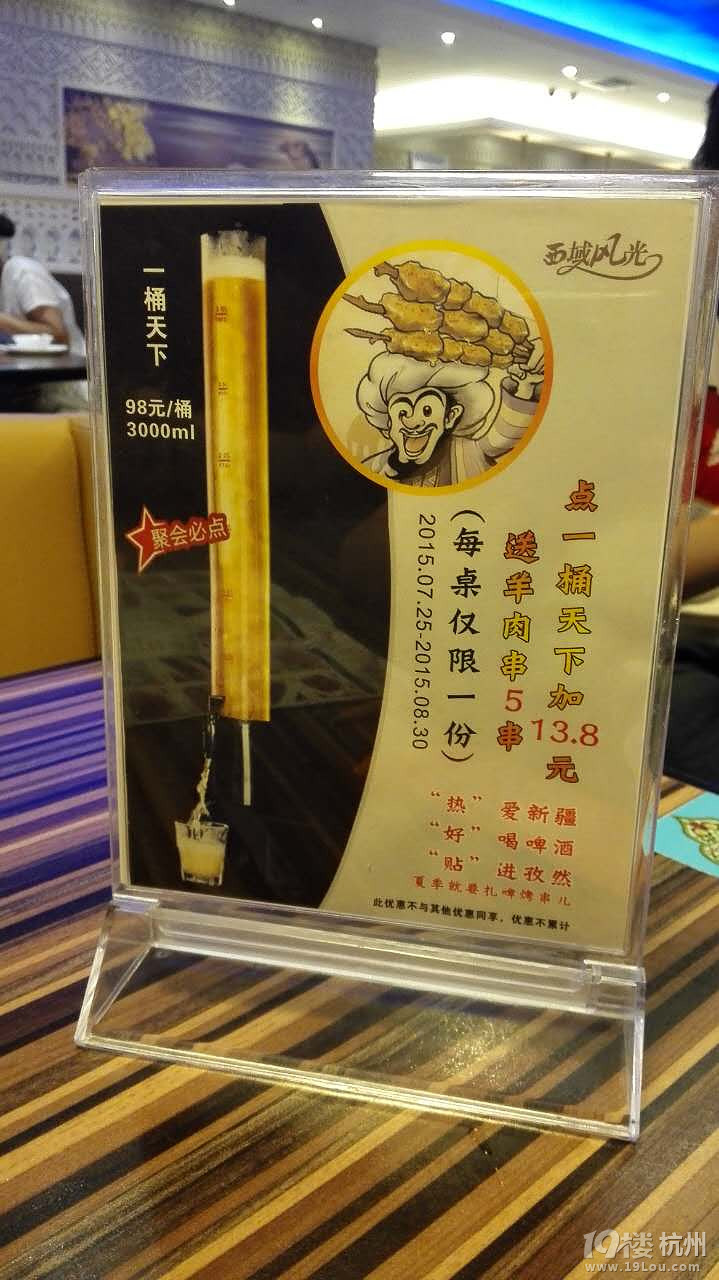 西域风光
一桶天下
98元/桶
3000ml
聚会必点
点一桶天下加13.8元
送羊肉串5串
(每桌仅限一份)
2015.07.25-2015.08.30
“热” 爱新疆
“好” 喝啤酒
“贴” 进孜然
夏季就要扎啤烤串儿
此优惠不与其他优惠同享，优惠不累计
19楼 杭州
www.19Lou.com